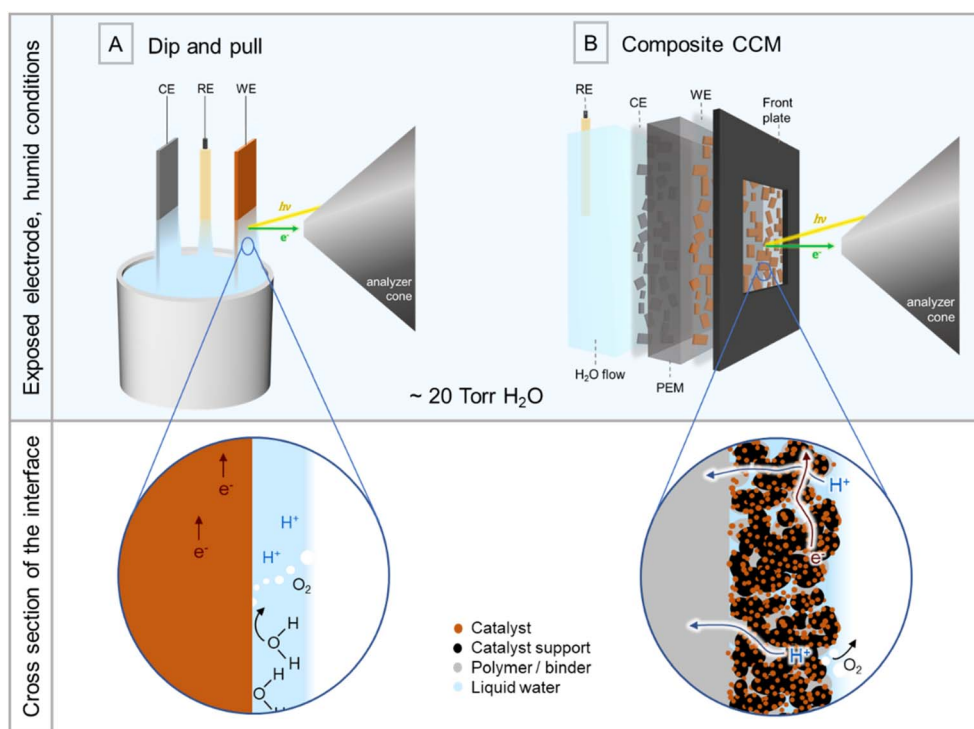 Exposed electrode, humid conditions
A Dip and pull
CE RE WE
hν
e-
analyzer
cone
B Composite CCM
RE
CE
WE
Front
plate
hν
e-
analyzer
cone
H₂O flow
PEM
~ 20 Torr H₂O
Cross section of the interface
e-
e-
H⁺
H⁺
O₂
O H
H
H
O
H
Catalyst
Catalyst support
Polymer / binder
Liquid water
H⁺
e-
H⁺
O₂